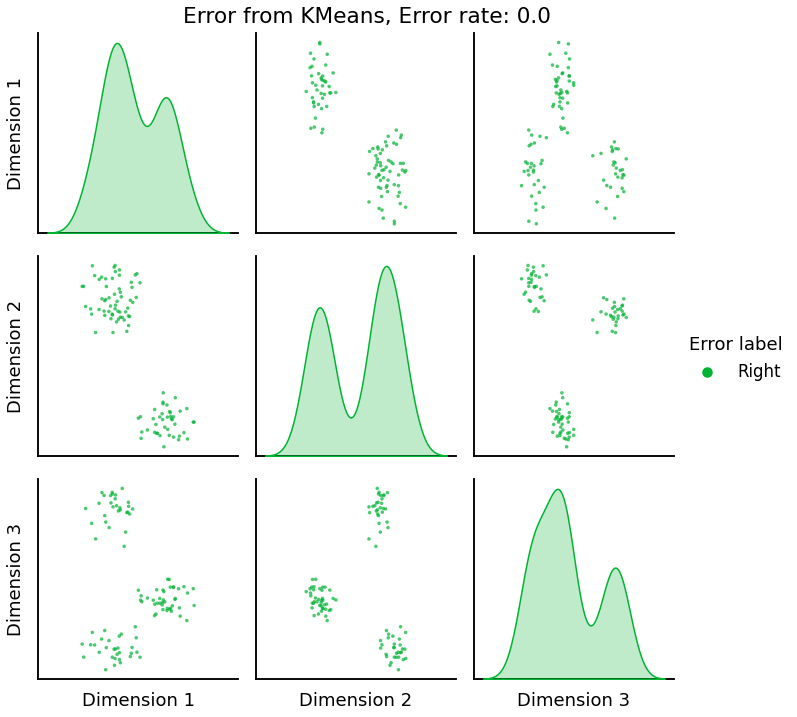 Error from KMeans, Error rate: 0.0
Dimension 1
Dimension 2
Dimension 3
Error label
Right
Dimension 1
Dimension 2
Dimension 3